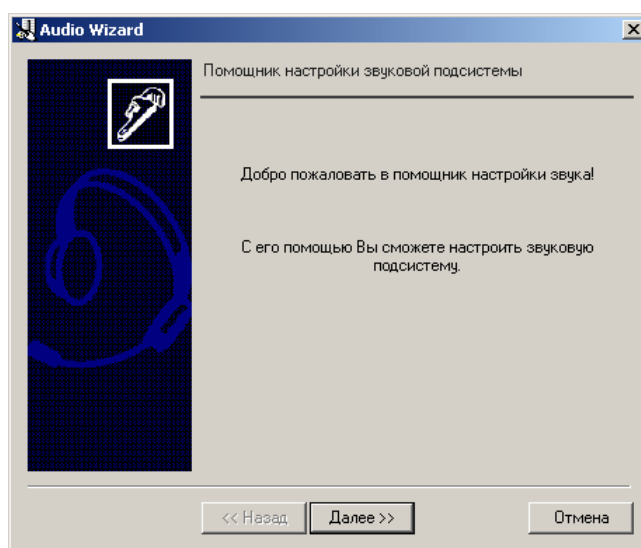 Audio Wizard
Помощник настройки звуковой подсистемы
Добро пожаловать в помощник настройки звука!
С его помощью Вы сможете настроить звуковую
подсистему.
<< Назад Далее >> Отмена